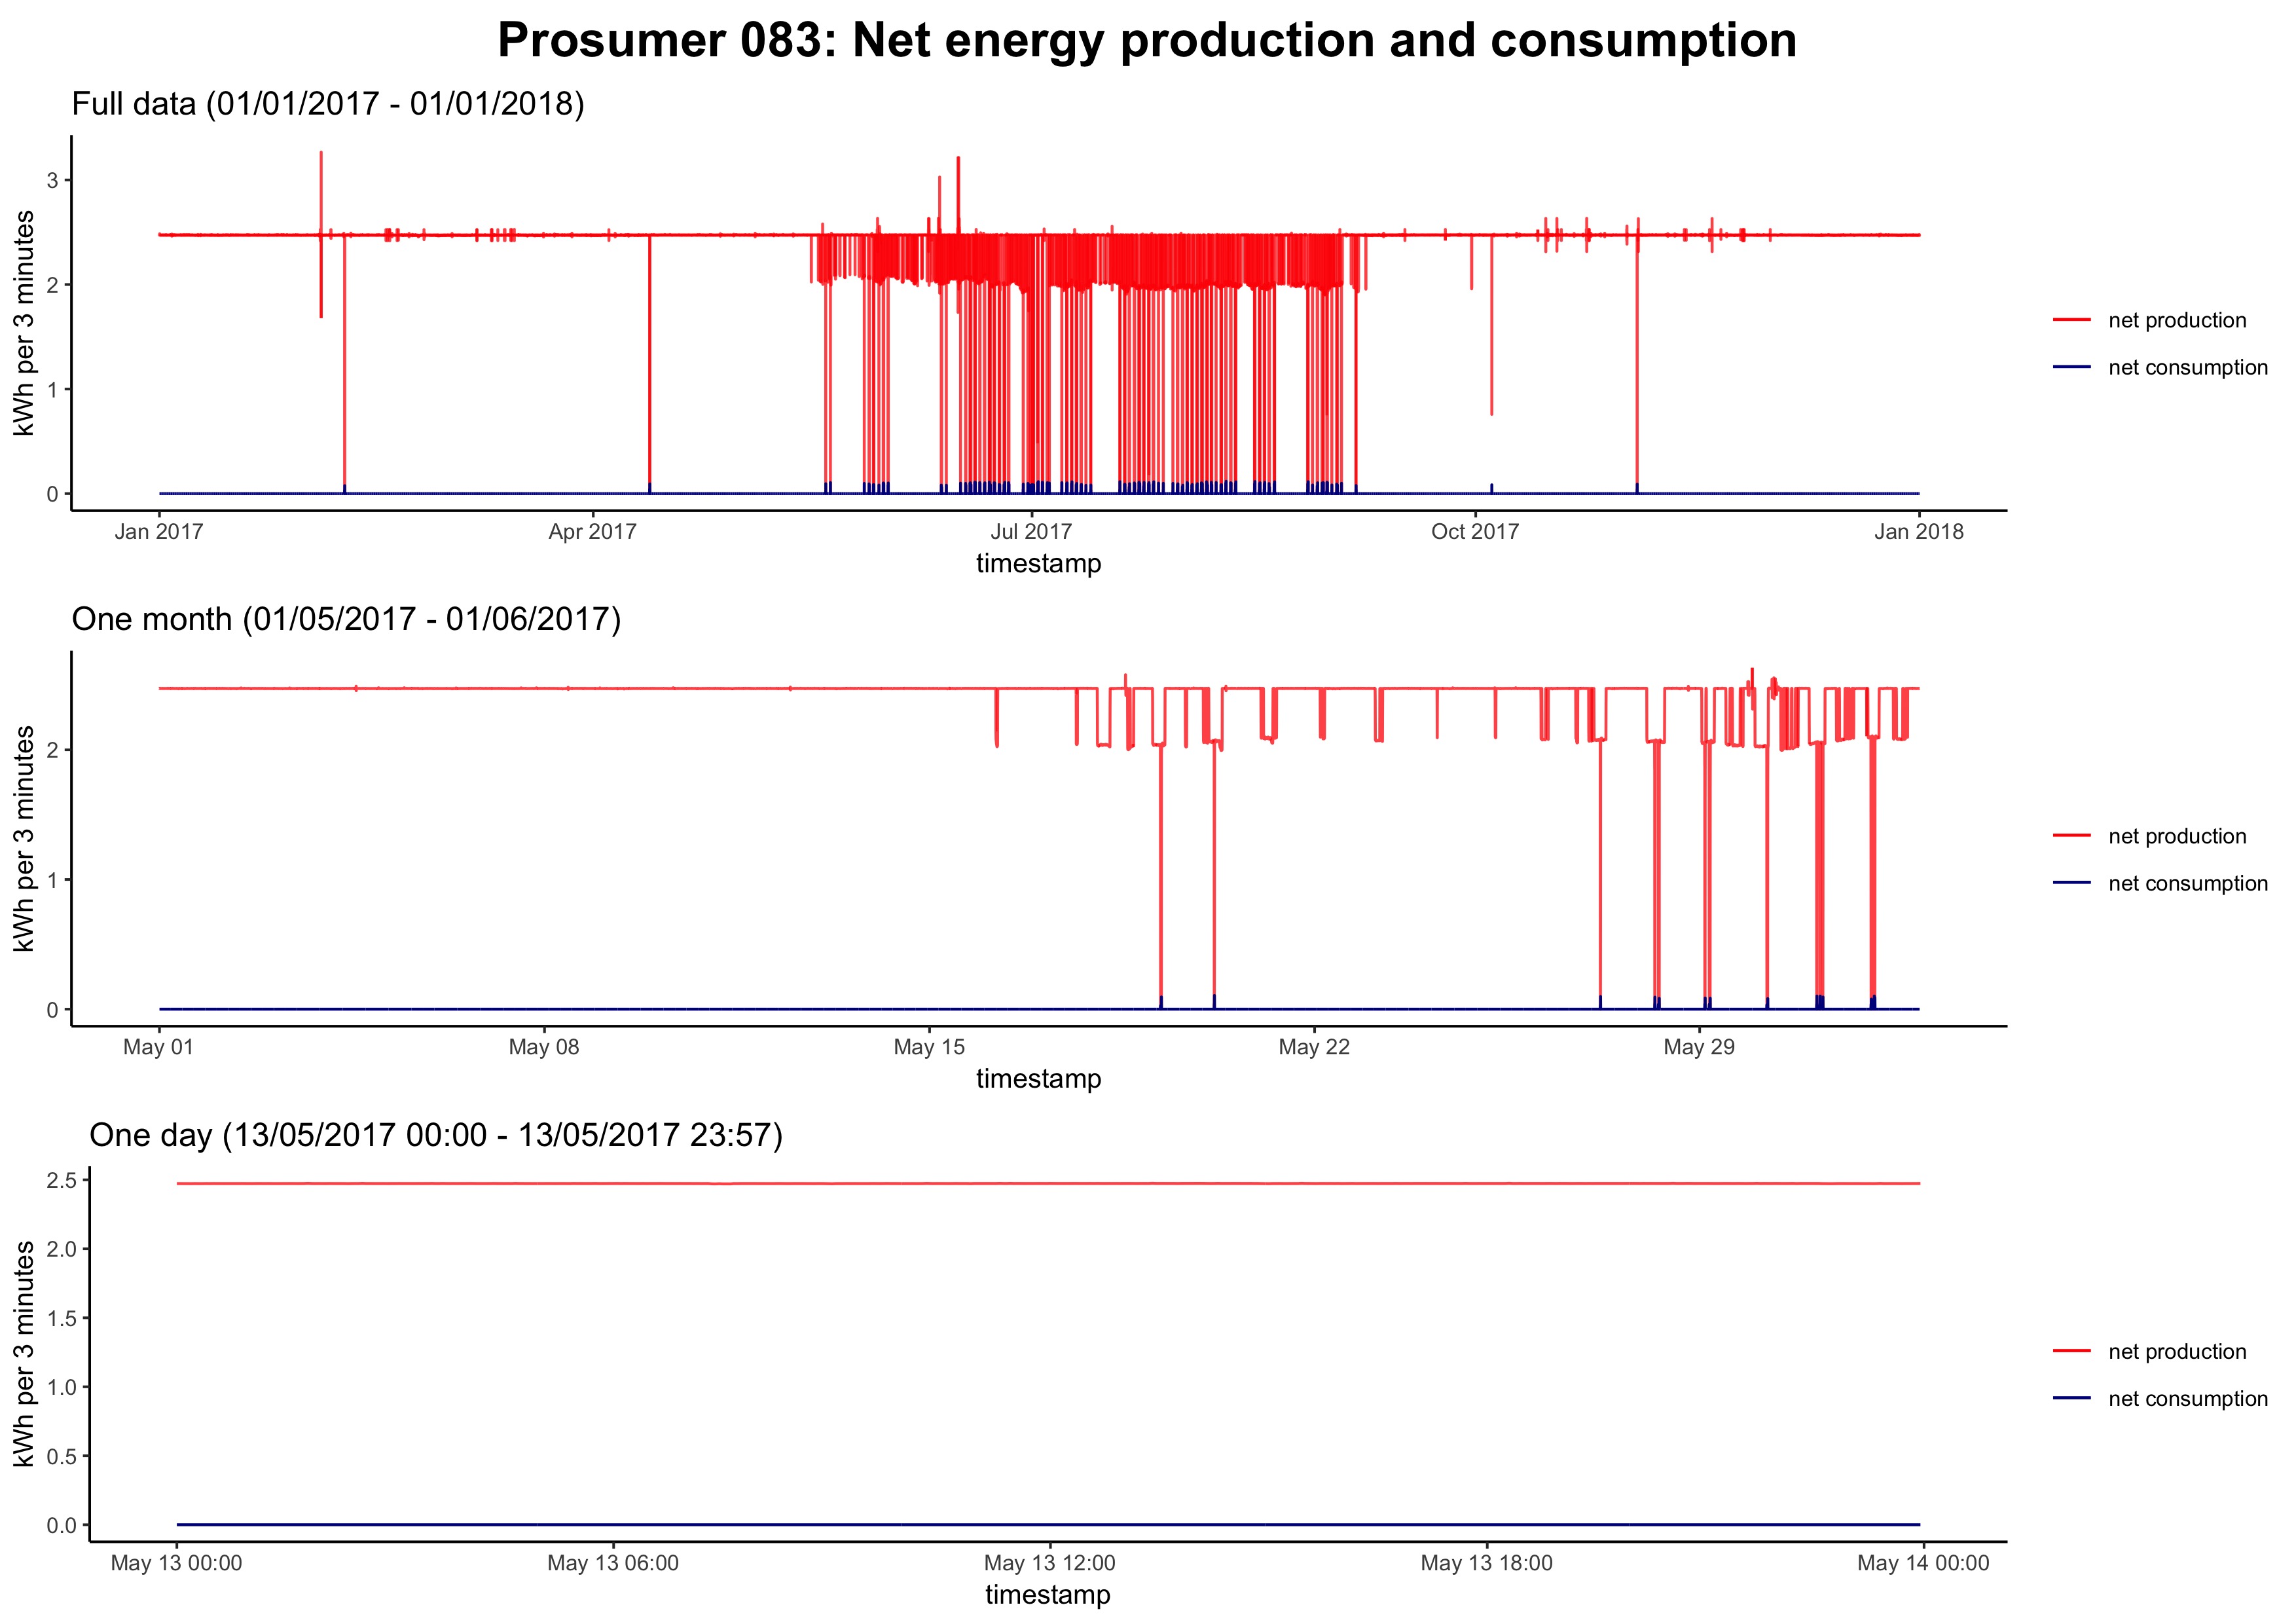 Prosumer 083: Net energy production and consumption
Full data (01/01/2017 - 01/01/2018)
kWh per 3 minutes
3
2
1
0
Jan 2017 Apr 2017 Jul 2017 Oct 2017 Jan 2018
timestamp
net production
net consumption
One month (01/05/2017 - 01/06/2017)
kWh per 3 minutes
2
1
0
May 01 May 08 May 15 May 22 May 29
timestamp
net production
net consumption
One day (13/05/2017 00:00 - 13/05/2017 23:57)
kWh per 3 minutes
2.5
2.0
1.5
1.0
0.5
0.0
May 13 00:00 May 13 06:00 May 13 12:00 May 13 18:00 May 14 00:00
timestamp
net production
net consumption